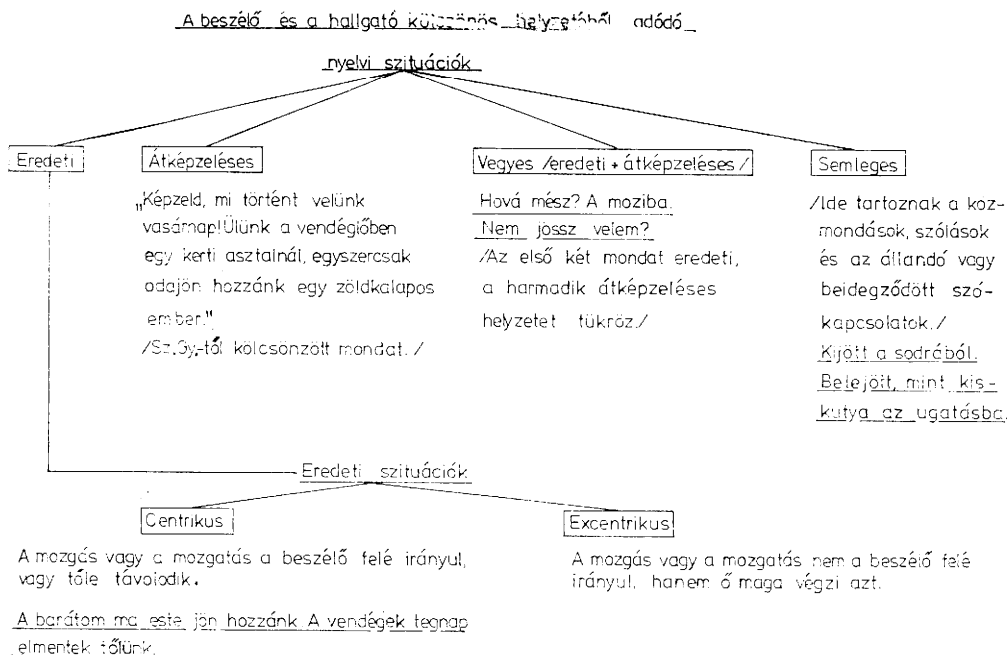 A beszélő és a hallgató kölcsönös helyzetéből adódó
nyelvi szituációk
Eredeti
Átképzeléses
Vegyes /eredeti + átképzeléses /
Semleges
„Képzeld, mi történt velünk
vasárnap! Ülünk a vendéglőben
egy kerti asztalnál, egyszercsak
odajön hozzánk egy zöldkalapos
ember."
/Sz.Gy.-től kölcsönzött mondat. /
Hová mész? A moziba.
Nem jössz velem?
/Az első két mondat eredeti,
a harmadik átképzeléses
helyzetet tükröz./
/Ide tartoznak a köz-
mondások, szólások
és az állandó vagy
beidegződött szó-
kapcsolatok./
Kijött a sodrából.
Belejött, mint kis-
kutya az ugatásba.
Eredeti szituációk
Centrikus
Excentrikus
A mozgás vagy a mozgatás a beszélő felé irányul,
vagy tőle távolodik.
A barátom ma este jön hozzánk. A vendégek tegnap
elmentek tőlünk.
A mozgás vagy a mozgatás nem a beszélő felé
irányul, hanem ő maga végzi azt.